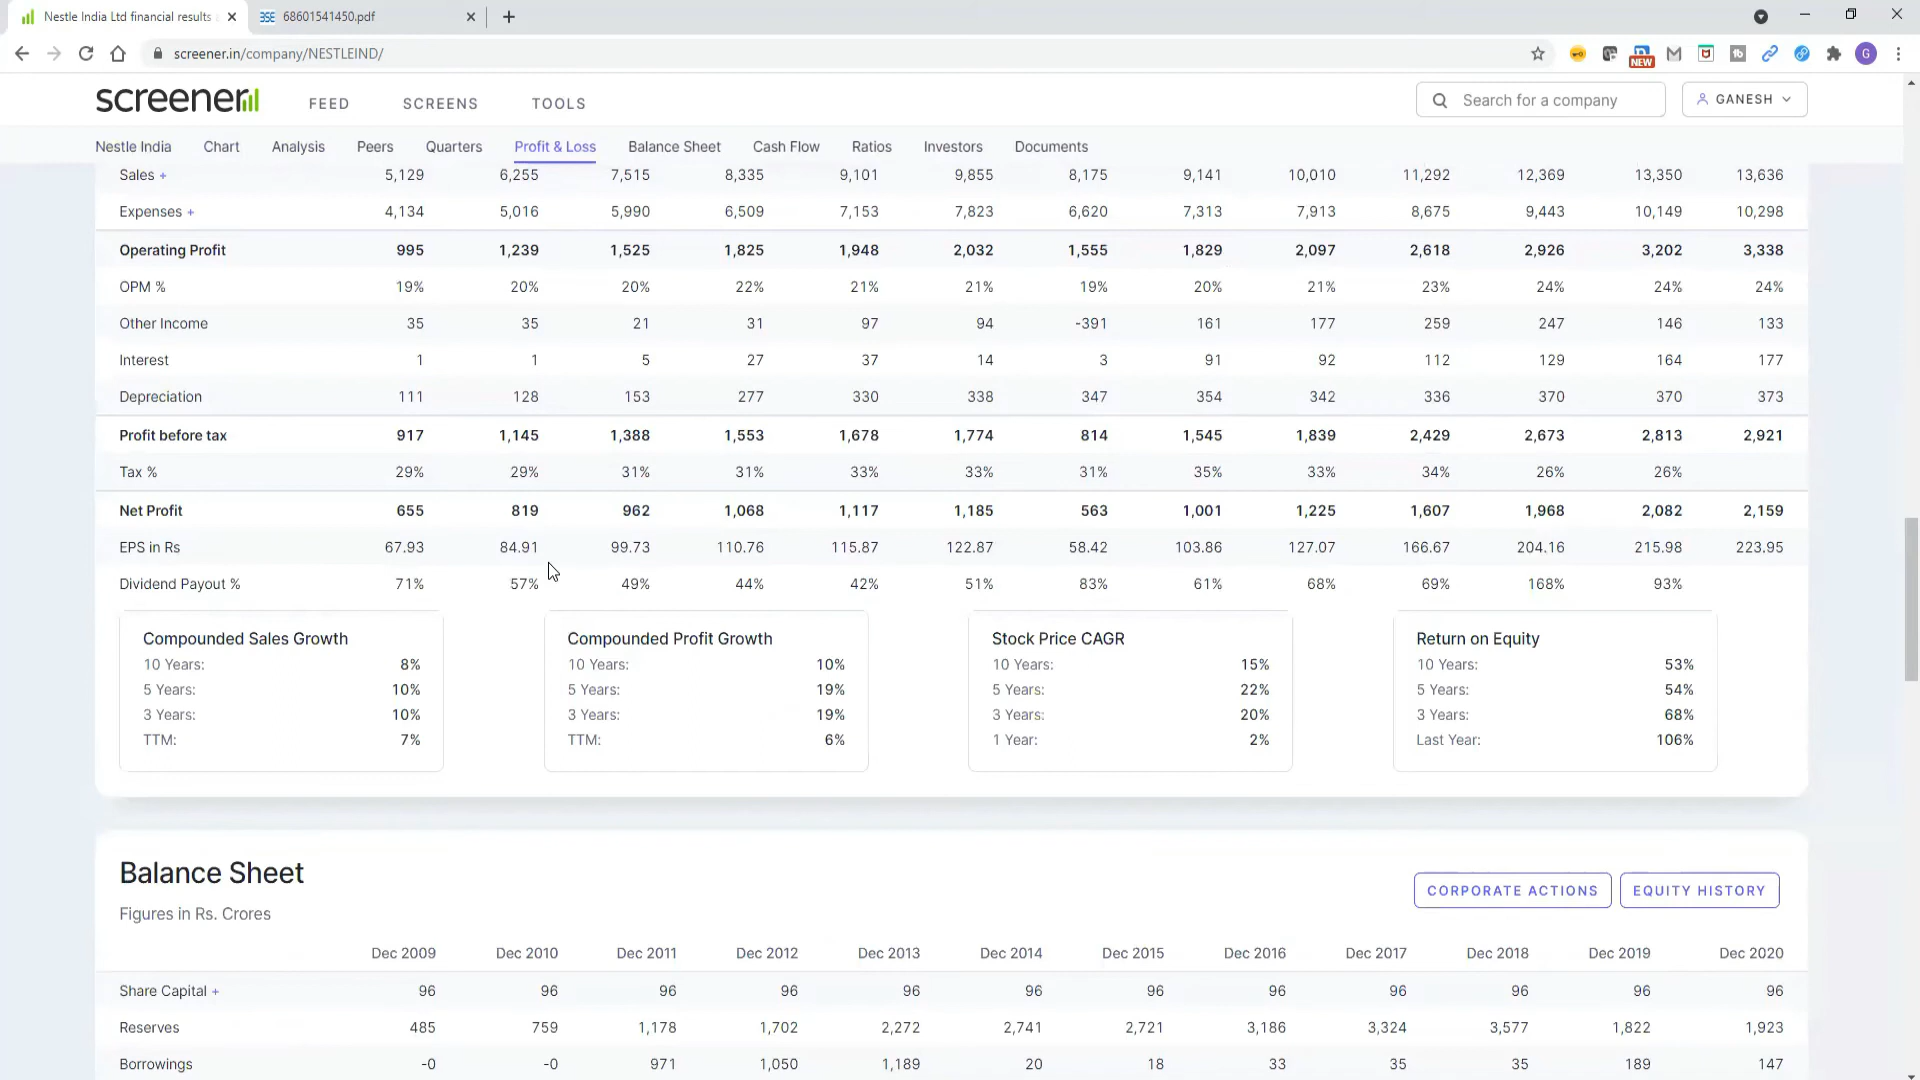 Nestle India Ltd financial results
68601541450.pdf
screener.in/company/NESTLEIND/
NEW
screener
FEED SCREENS TOOLS
Search for a company
GANESH
Nestle India Chart Analysis Peers Quarters Profit & Loss Balance Sheet Cash Flow Ratios Investors Documents
Sales + 5,129 6,255 7,515 8,335 9,101 9,855 8,175 9,141 10,010 11,292 12,369 13,350 13,636
Expenses + 4,134 5,016 5,990 6,509 7,153 7,823 6,620 7,313 7,913 8,675 9,443 10,149 10,298
Operating Profit 995 1,239 1,525 1,825 1,948 2,032 1,555 1,829 2,097 2,618 2,926 3,202 3,338
OPM % 19% 20% 20% 22% 21% 21% 19% 20% 21% 23% 24% 24% 24%
Other Income 35 35 21 31 97 94 -391 161 177 259 247 146 133
Interest 1 1 5 27 37 14 3 91 92 112 129 164 177
Depreciation 111 128 153 277 330 338 347 354 342 336 370 370 373
Profit before tax 917 1,145 1,388 1,553 1,678 1,774 814 1,545 1,839 2,429 2,673 2,813 2,921
Tax % 29% 29% 31% 31% 33% 33% 31% 35% 33% 34% 26% 26%
Net Profit 655 819 962 1,068 1,117 1,185 563 1,001 1,225 1,607 1,968 2,082 2,159
EPS in Rs 67.93 84.91 99.73 110.76 115.87 122.87 58.42 103.86 127.07 166.67 204.16 215.98 223.95
Dividend Payout % 71% 57% 49% 44% 42% 51% 83% 61% 68% 69% 168% 93%
Compounded Sales Growth
10 Years: 8%
5 Years: 10%
3 Years: 10%
TTM: 7%
Compounded Profit Growth
10 Years: 10%
5 Years: 19%
3 Years: 19%
TTM: 6%
Stock Price CAGR
10 Years: 15%
5 Years: 22%
3 Years: 20%
1 Year: 2%
Return on Equity
10 Years: 53%
5 Years: 54%
3 Years: 68%
Last Year: 106%
Balance Sheet
CORPORATE ACTIONS EQUITY HISTORY
Figures in Rs. Crores
Dec 2009 Dec 2010 Dec 2011 Dec 2012 Dec 2013 Dec 2014 Dec 2015 Dec 2016 Dec 2017 Dec 2018 Dec 2019 Dec 2020
Share Capital + 96 96 96 96 96 96 96 96 96 96 96 96
Reserves 485 759 1,178 1,702 2,272 2,741 2,721 3,186 3,324 3,577 1,822 1,923
Borrowings -0 -0 971 1,050 1,189 20 18 33 35 35 189 147